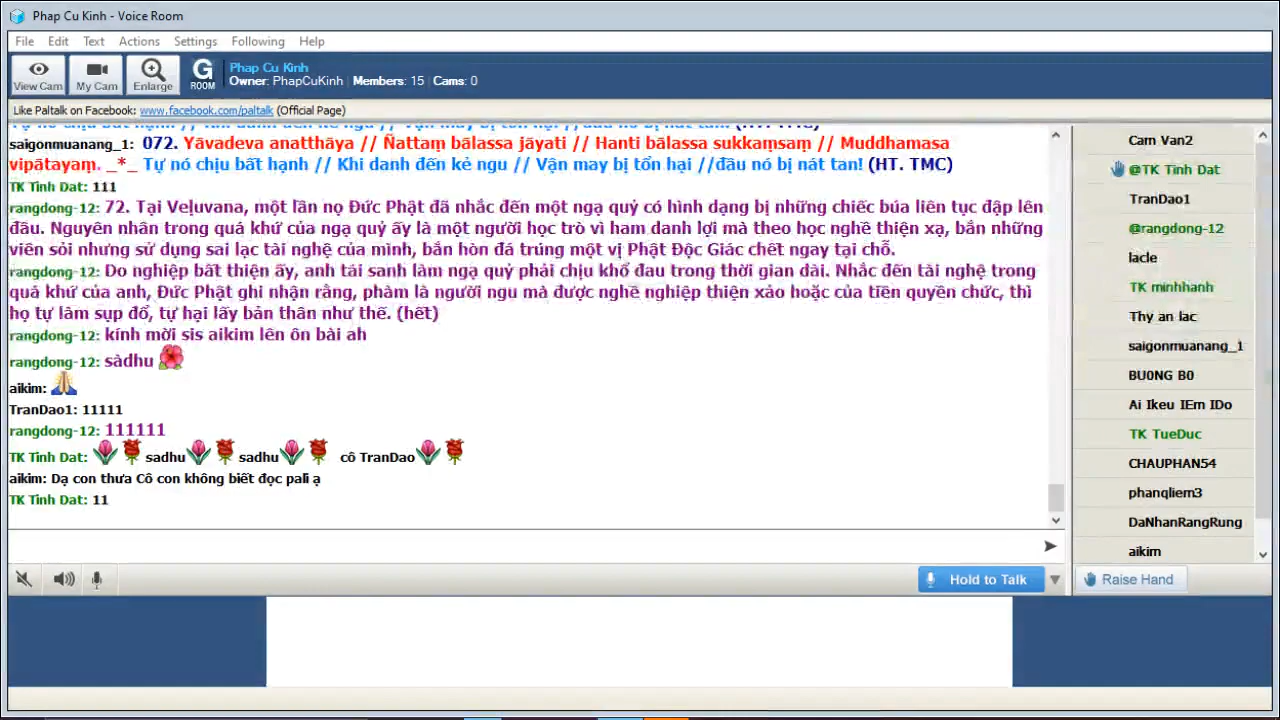 Phap Cu Kinh - Voice Room
File Edit Text Actions Settings Following Help
View Cam My Cam Enlarge G ROOM
Phap Cu Kinh
Owner: PhapCuKinh Members: 15 Cams: 0
Like Paltalk on Facebook: www.facebook.com/paltalk (Official Page)
saigonmuanang_1: 072. Yāvadeva anatthāya // Ñattaṃ bālassa jāyati // Hanti bālassa sukkaṃsaṃ // Muddhamasa
vipātayaṃ. _*_ Tự nó chịu bất hạnh // Khi danh đến kẻ ngu // Vận may bị tổn hại //đầu nó bị nát tan! (HT. TMC)
TK Tinh Dat: 111
rangdong-12: 72. Tại Veḷuvana, một lần nọ Đức Phật đã nhắc đến một ngạ quỷ có hình dạng bị những chiếc búa liên tục đập lên
đầu. Nguyên nhân trong quá khứ của ngạ quỷ ấy là một người học trò vì ham danh lợi mà theo học nghề thiện xạ, bắn những
viên sỏi nhưng sử dụng sai lạc tài nghệ của mình, bắn hòn đá trúng một vị Phật Độc Giác chết ngay tại chỗ.
rangdong-12: Do nghiệp bất thiện ấy, anh tái sanh làm ngạ quỷ phải chịu khổ đau trong thời gian dài. Nhắc đến tài nghệ trong
quá khứ của anh, Đức Phật ghi nhận rằng, phàm là người ngu mà được nghề nghiệp thiện xảo hoặc của tiền quyền chức, thì
họ tự làm sụp đổ, tự hại lấy bản thân như thế. (hết)
rangdong-12: kính mời sis aikim lên ôn bài ah
rangdong-12: sàdhu
aikim:
TranDao1: 11111
rangdong-12: 111111
TK Tinh Dat: sadhu sadhu cô TranDao
aikim: Dạ con thưa Cô con không biết đọc pali ạ
TK Tinh Dat: 11
Hold to Talk
Cam Van2
@TK Tinh Dat
TranDao1
@rangdong-12
lacle
TK minhhanh
Thy an lac
saigonmuanang_1
BU0NG B0
Ai Ikeu IEm IDo
TK TueDuc
CHAUPHAN54
phanqliem3
DaNhanRangRung
aikim
Raise Hand